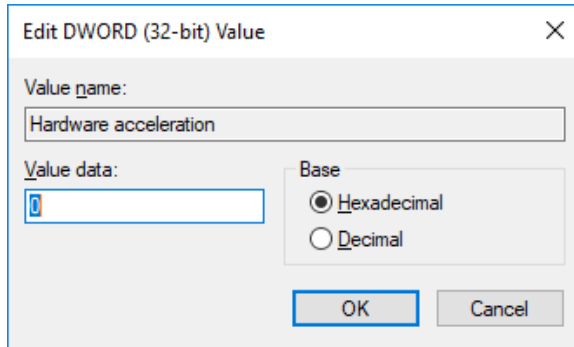 Edit DWORD (32-bit) Value
Value name:
Hardware acceleration
Value data:
0
Base
Hexadecimal
Decimal
OK
Cancel